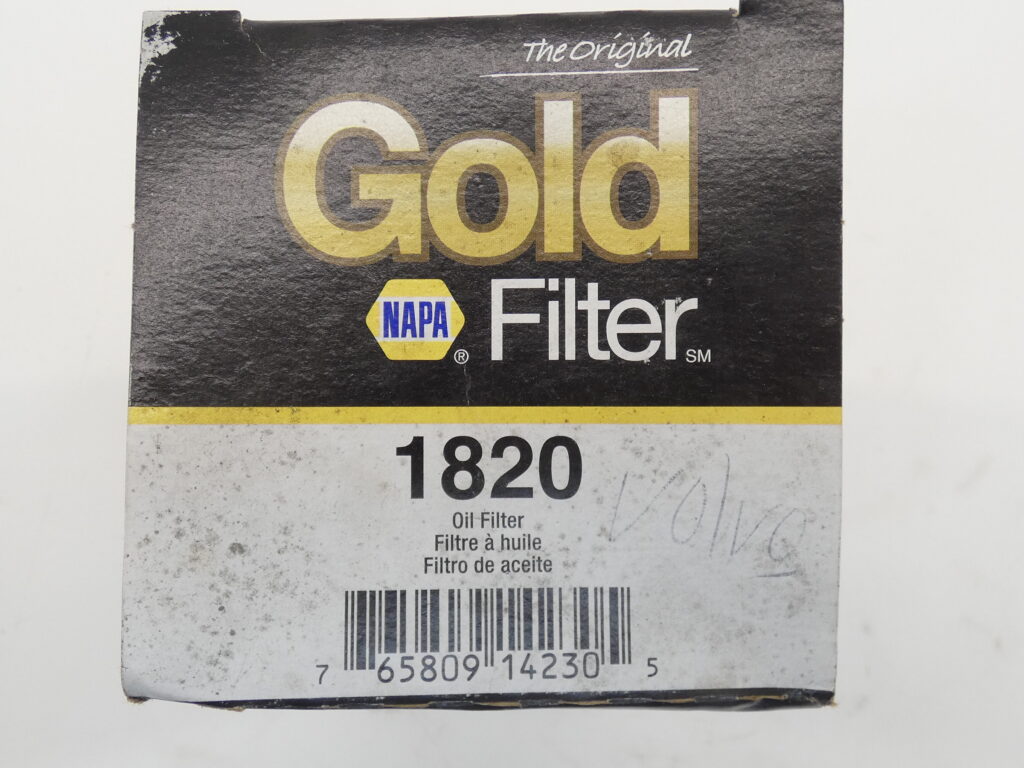 The Original
Gold
NAPA ® Filter SM
1820
Oil Filter
Filtre à huile
Filtro de aceite
Volvo
7 65809 14230 5